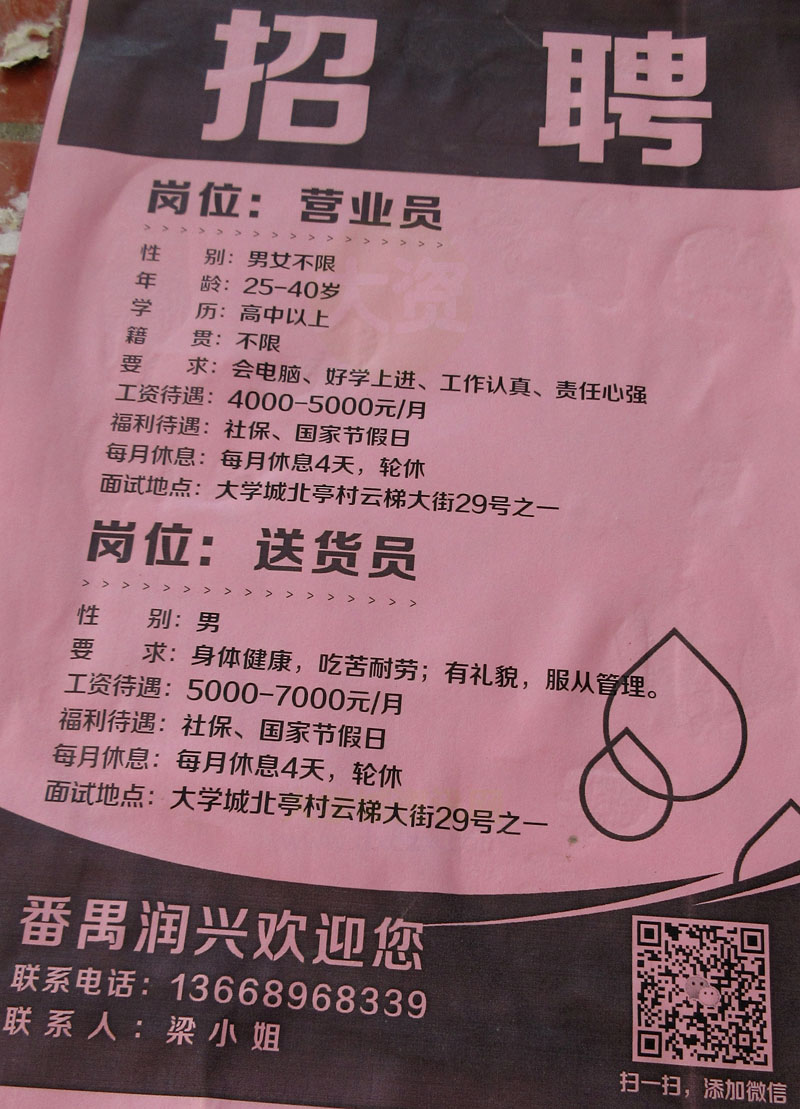 招 聘
岗位：营业员
性 别：男女不限
年 龄：25-40岁
学 历：高中以上
籍 贯：不限
要 求：会电脑、好学上进、工作认真、责任心强
工资待遇：4000-5000元/月
福利待遇：社保、国家节假日
每月休息：每月休息4天，轮休
面试地点：大学城北亭村云梯大街29号之一
岗位：送货员
性 别：男
要 求：身体健康，吃苦耐劳；有礼貌，服从管理。
工资待遇：5000-7000元/月
福利待遇：社保、国家节假日
每月休息：每月休息4天，轮休
面试地点：大学城北亭村云梯大街29号之一
番禺润兴欢迎您
联系电话：13668968339
联系人：梁小姐
扫一扫，添加微信